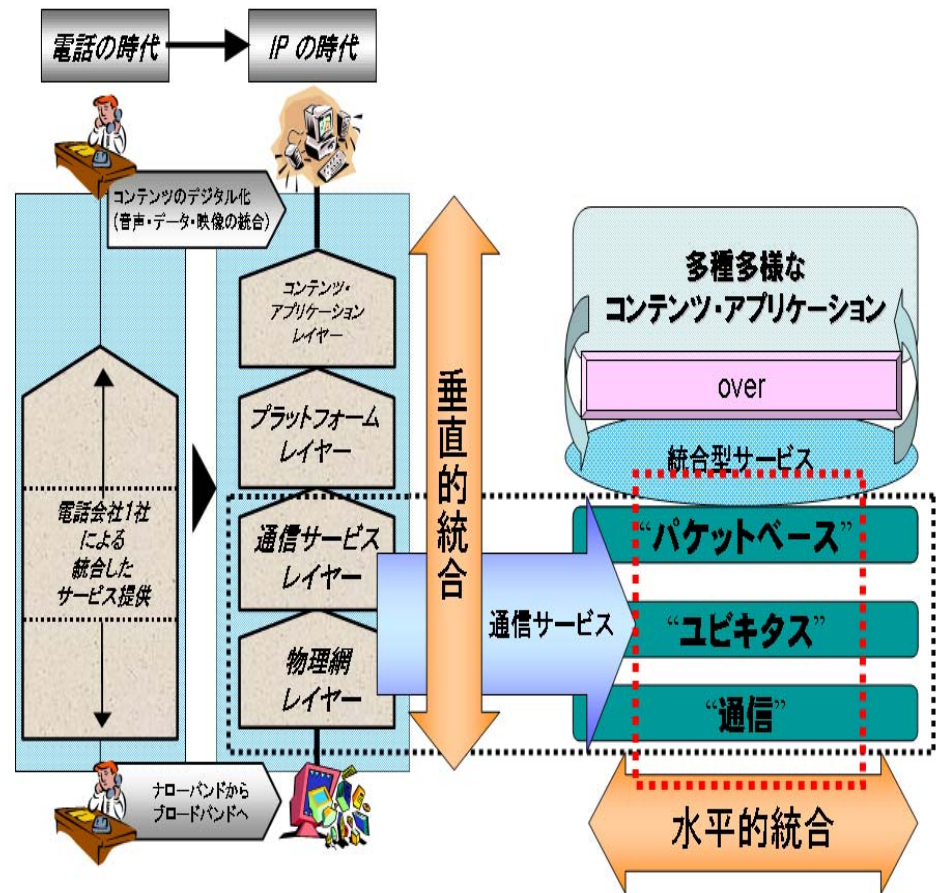 電話の時代
IP の時代
コンテンツのデジタル化
(音声・データ・映像の統合)
電話会社1社
による
統合した
サービス提供
コンテンツ・
アプリケーション
レイヤー
プラットフォーム
レイヤー
通信サービス
レイヤー
物理網
レイヤー
ナローバンドから
ブロードバンドへ
垂直的統合
通信サービス
多種多様な
コンテンツ・アプリケーション
over
統合型サービス
“パケットベース”
“ユビキタス”
“通信”
水平的統合